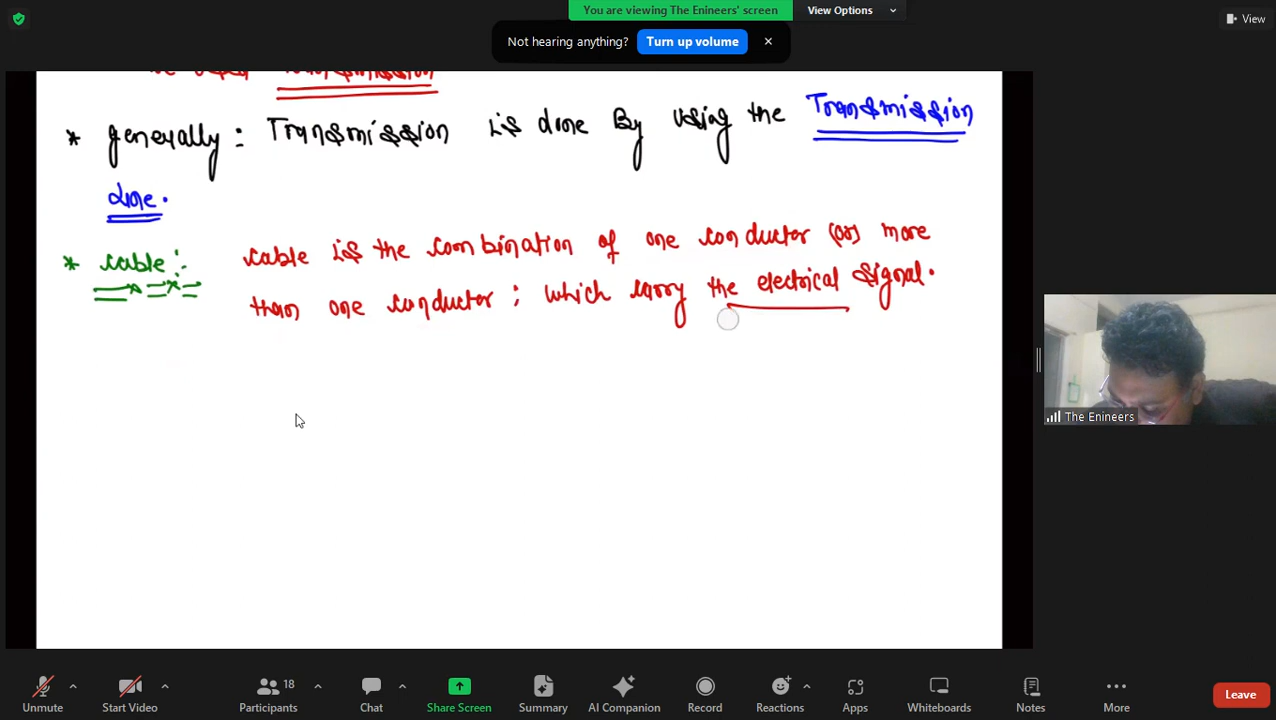 You are viewing The Enineers' screen
View Options
View
Not hearing anything?
Turn up volume
Transmission
* generally : Transmission is done By using the Transmission
Line.
* cable :- cable is the combination of one conductor (or) more
than one conductor ; which carry the electrical signal.
The Enineers
Unmute
Start Video
18
Participants
Chat
Share Screen
Summary
AI Companion
Record
Reactions
Apps
Whiteboards
Notes
More
Leave